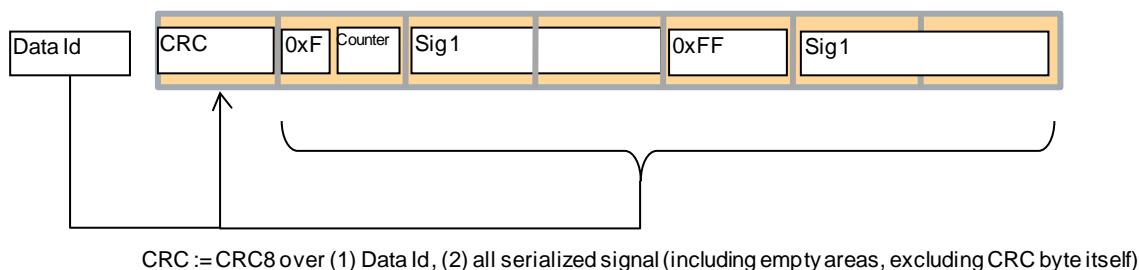 Data Id
CRC
0xF
Counter
Sig1
0xFF
Sig1
CRC := CRC8 over (1) Data Id, (2) all serialized signal (including empty areas, excluding CRC byte itself)